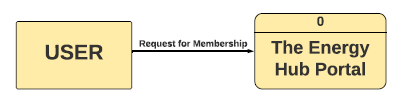 USER
Request for Membership
0
The Energy
Hub Portal